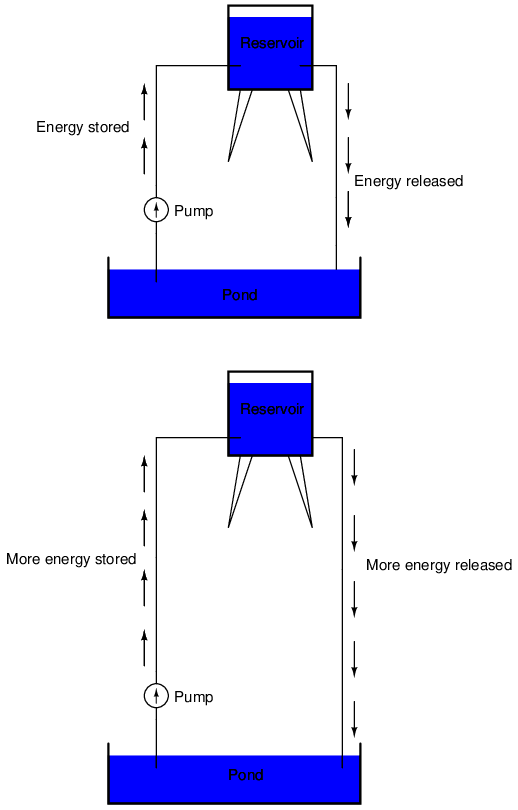 Reservoir
Energy stored
Energy released
Pump
Pond
Reservoir
More energy stored
More energy released
Pump
Pond